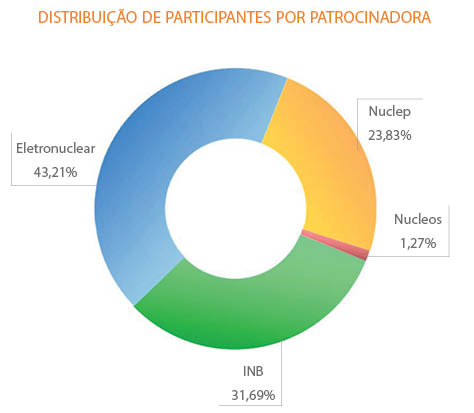 DISTRIBUIÇÃO DE PARTICIPANTES POR PATROCINADORA
Nuclep
23,83%
Eletronuclear
43,21%
Nucleos
1,27%
INB
31,69%